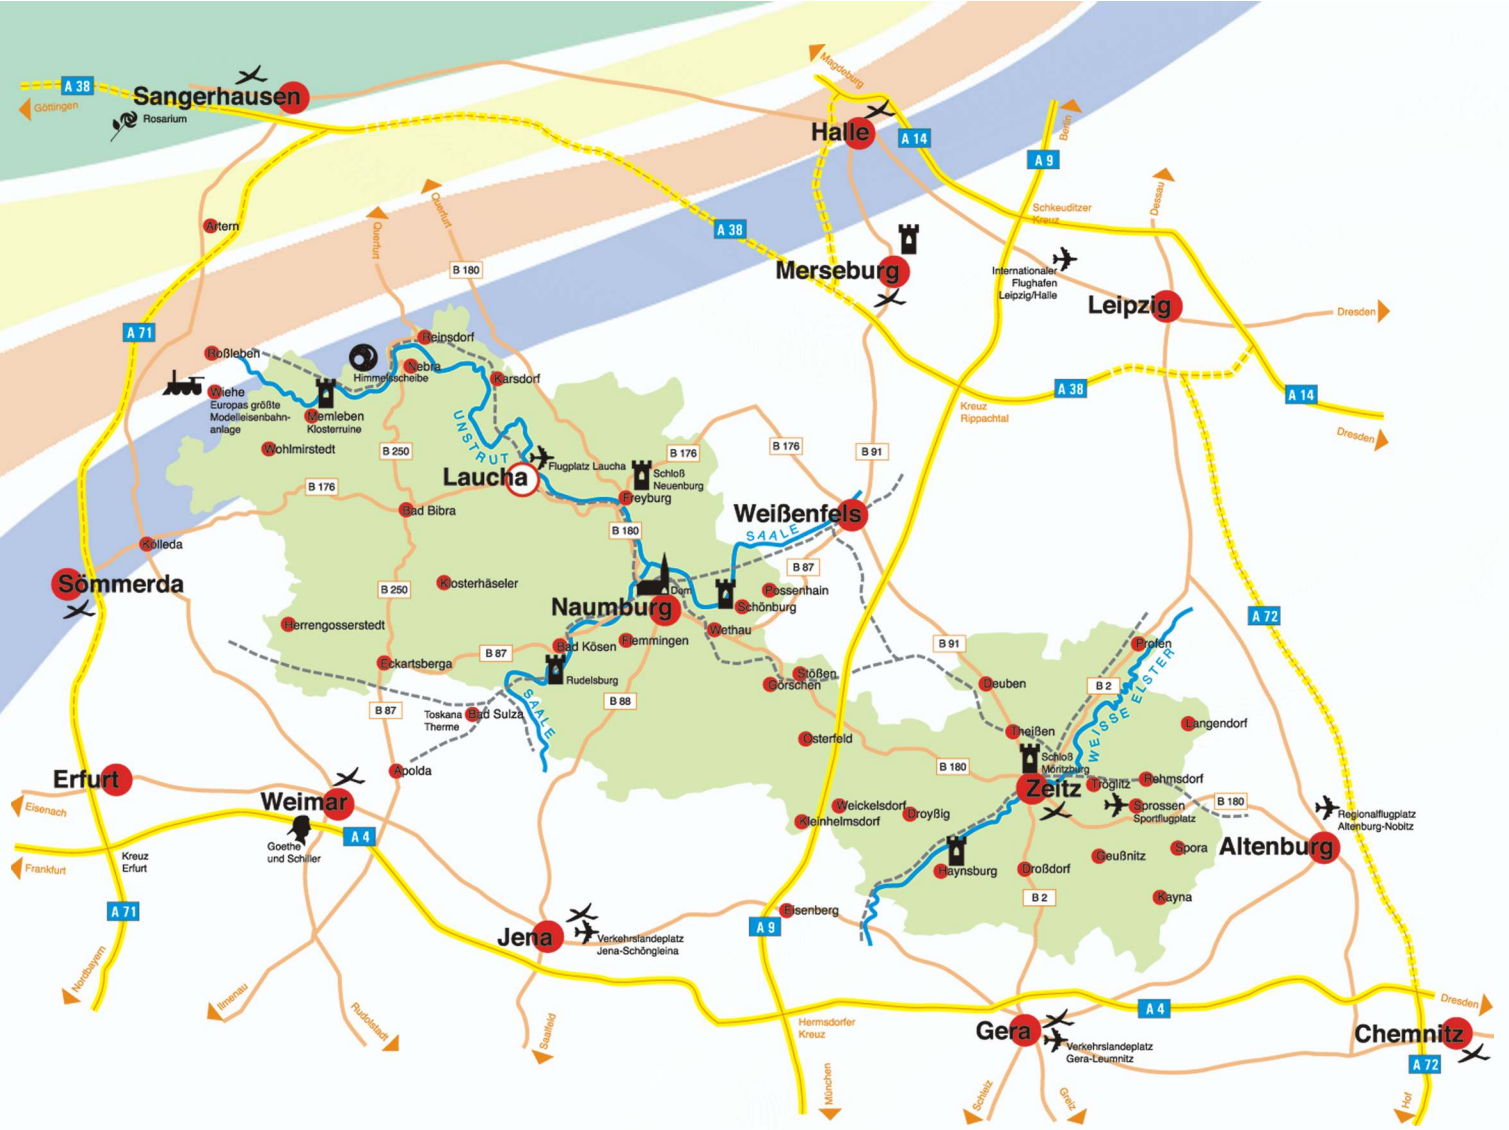 Magdeburg
A 38
Göttingen
Sangerhausen
Rosarium
Halle
A 14
A 9
Berlin
Dessau
Querfurt
Querfurt
Artern
A 38
Schkeuditzer
Kreuz
B 180
Merseburg
Internationaler
Flughafen
Leipzig/Halle
Leipzig
Dresden
A 71
Reinsdorf
Roßleben
Nebra
Himmelsscheibe
Karsdorf
Wiehe
Europas größte
Modelleisenbahn-
anlage
Memleben
Klosterruine
A 38
A 14
Kreuz
Rippachtal
Dresden
UNSTRUT
Wohlmirstedt
B 250
B 176
B 176
B 91
Flugplatz Laucha
Laucha
Schloß
Neuenburg
B 176
Freyburg
Bad Bibra
Weißenfels
B 180
SAALE
Kölleda
B 87
Sömmerda
Klosterhäseler
B 250
Dom
Possenhain
Naumburg
Schönburg
A 72
Herrengosserstedt
Wethau
Flemmingen
Bad Kösen
B 87
B 91
Profen
Eckartsberga
Rudelsburg
Stößen
Görschen
Deuben
B 2
WEISSE ELSTER
B 88
SAALE
B 87
Toskana
Therme
Bad Sulza
Langendorf
Theißen
Osterfeld
Schloß
Moritzburg
B 180
Apolda
Erfurt
Zeitz
Tröglitz
Rehmsdorf
Weimar
Eisenach
Weickelsdorf
Droyßig
Kleinhelmsdorf
Sprossen
Sportflugplatz
B 180
Regionalflugplatz
Altenburg-Nobitz
A 4
Goethe
und Schiller
Altenburg
Kreuz
Erfurt
Frankfurt
Geußnitz
Spora
Haynsburg
Droßdorf
B 2
Kayna
A 71
Eisenberg
A 9
Jena
Verkehrslandeplatz
Jena-Schöngleina
Nordbayern
Ilmenau
Rudolstadt
Saalfeld
Hermsdorfer
Kreuz
A 4
Dresden
Gera
Verkehrslandeplatz
Gera-Leumnitz
Chemnitz
A 72
München
Schleiz
Greiz
Hof